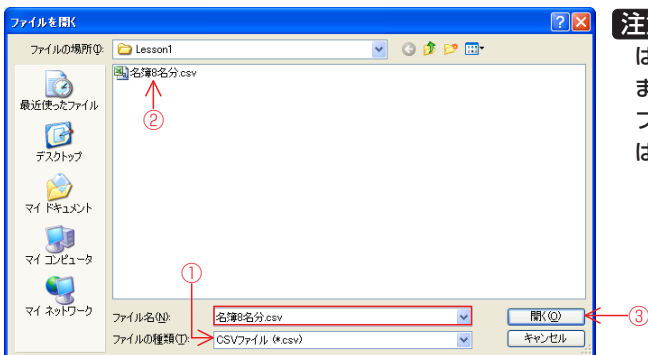 ファイルを開く
ファイルの場所(I):
Lesson1
名簿8名分.csv
②
最近使ったファイル
デスクトップ
マイ ドキュメント
マイ コンピュータ
マイ ネットワーク
①
ファイル名(N):
名簿8名分.csv
開く(O)
③
ファイルの種類(T):
CSVファイル (*.csv)
キャンセル
注
は
ま
フ
は